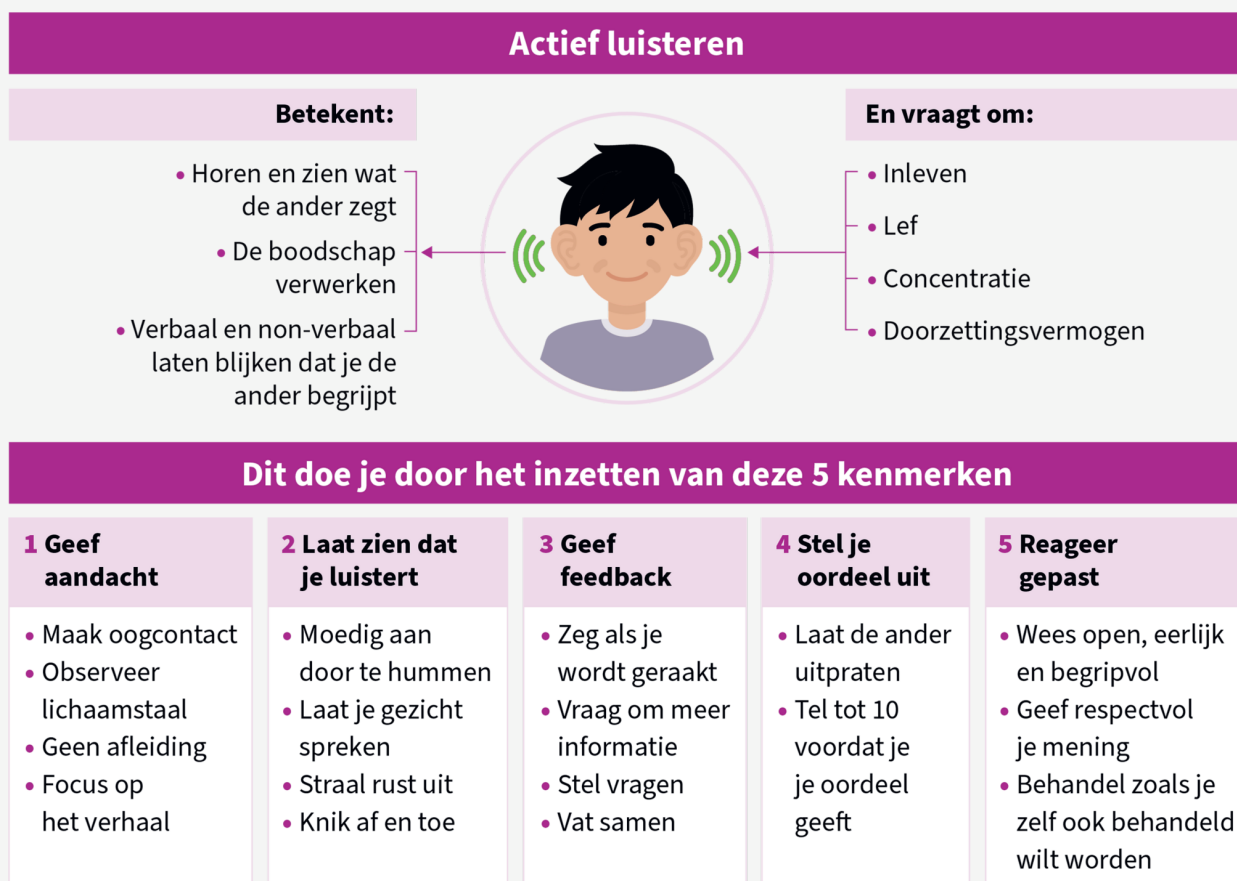 Actief luisteren
Betekent:
• Horen en zien wat
de ander zegt
• De boodschap
verwerken
• Verbaal en non-verbaal
laten blijken dat je de
ander begrijpt
En vraagt om:
• Inleven
• Lef
• Concentratie
• Doorzettingsvermogen
Dit doe je door het inzetten van deze 5 kenmerken
1 Geef
aandacht
• Maak oogcontact
• Observeer
lichaamstaal
• Geen afleiding
• Focus op
het verhaal
2 Laat zien dat
je luistert
• Moedig aan
door te hummen
• Laat je gezicht
spreken
• Straal rust uit
• Knik af en toe
3 Geef
feedback
• Zeg als je
wordt geraakt
• Vraag om meer
informatie
• Stel vragen
• Vat samen
4 Stel je
oordeel uit
• Laat de ander
uitpraten
• Tel tot 10
voordat je
je oordeel
geeft
5 Reageer
gepast
• Wees open, eerlijk
en begripvol
• Geef respectvol
je mening
• Behandel zoals je
zelf ook behandeld
wilt worden